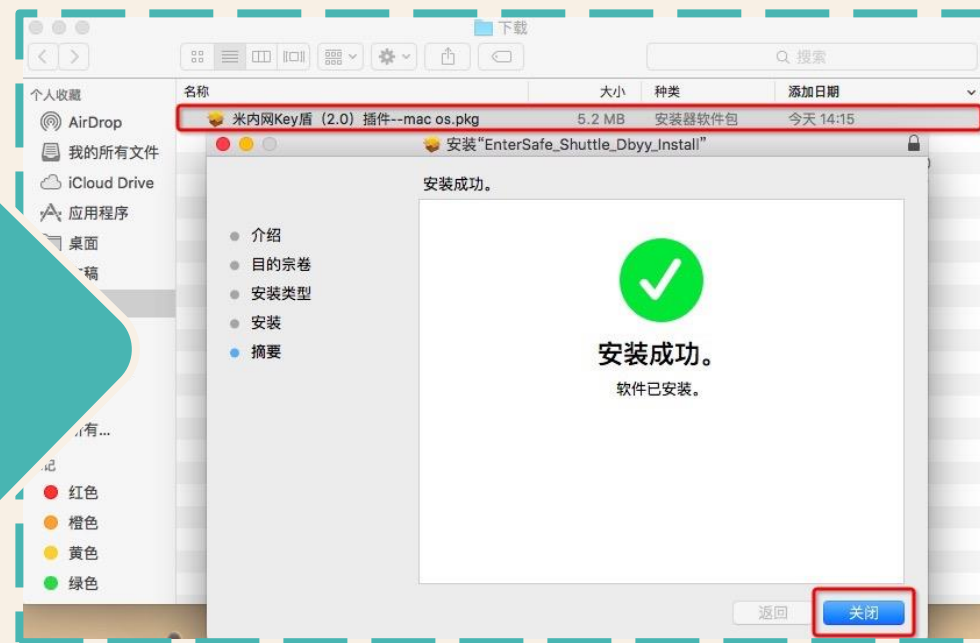 下载
搜索
名称 大小 种类 添加日期
米内网Key盾（2.0）插件--mac os.pkg 5.2 MB 安装器软件包 今天 14:15
个人收藏
AirDrop
我的所有文件
iCloud Drive
应用程序
桌面
稿
有...
记
红色
橙色
黄色
绿色
安装“EnterSafe_Shuttle_Dbyy_Install”
安装成功。
介绍
目的宗卷
安装类型
安装
摘要
安装成功。
软件已安装。
返回 关闭